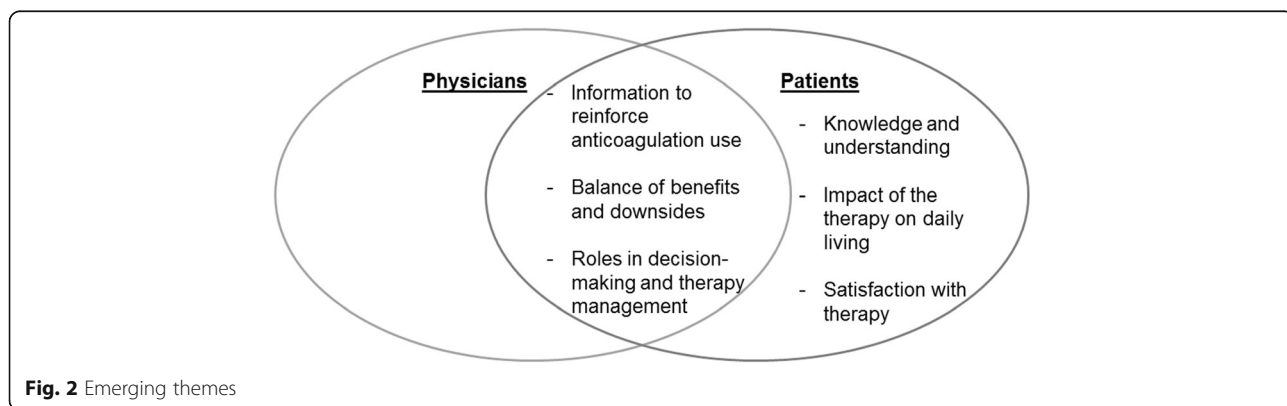 Physicians
- Information to
reinforce
anticoagulation use
- Balance of benefits
and downsides
- Roles in decision-
making and therapy
management
Patients
- Knowledge and
understanding
- Impact of the
therapy on daily
living
- Satisfaction with
therapy
Fig. 2 Emerging themes